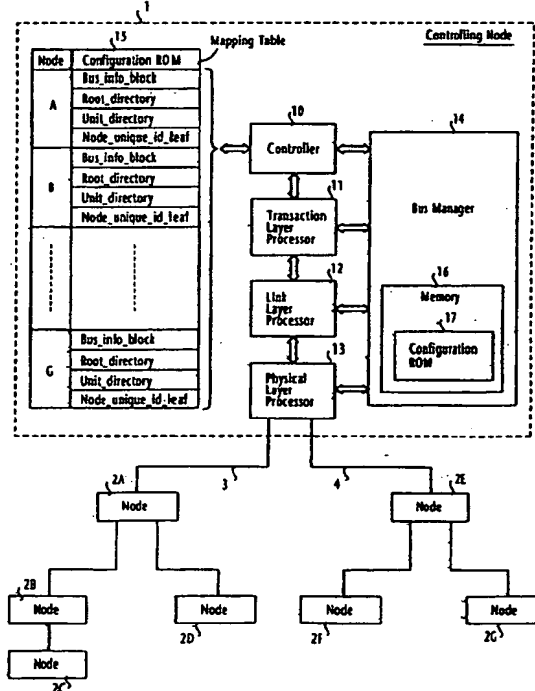 1
15
Mapping Table
Controlling Node
Node Configuration ROM
A
Bus_info_block
Root_directory
Unit_directory
Node_unique_id_leaf
B
Bus_info_block
Root_directory
Unit_directory
Node_unique_id_leaf
G
Bus_info_block
Root_directory
Unit_directory
Node_unique_id_leaf
10
Controller
11
Transaction
Layer
Processor
12
Link
Layer
Processor
13
Physical
Layer
Processor
14
Bus Manager
16
Memory
17
Configuration
ROM
3
4
2A
Node
2E
Node
2B
Node
Node
2D
Node
2F
Node
2G
Node
2C